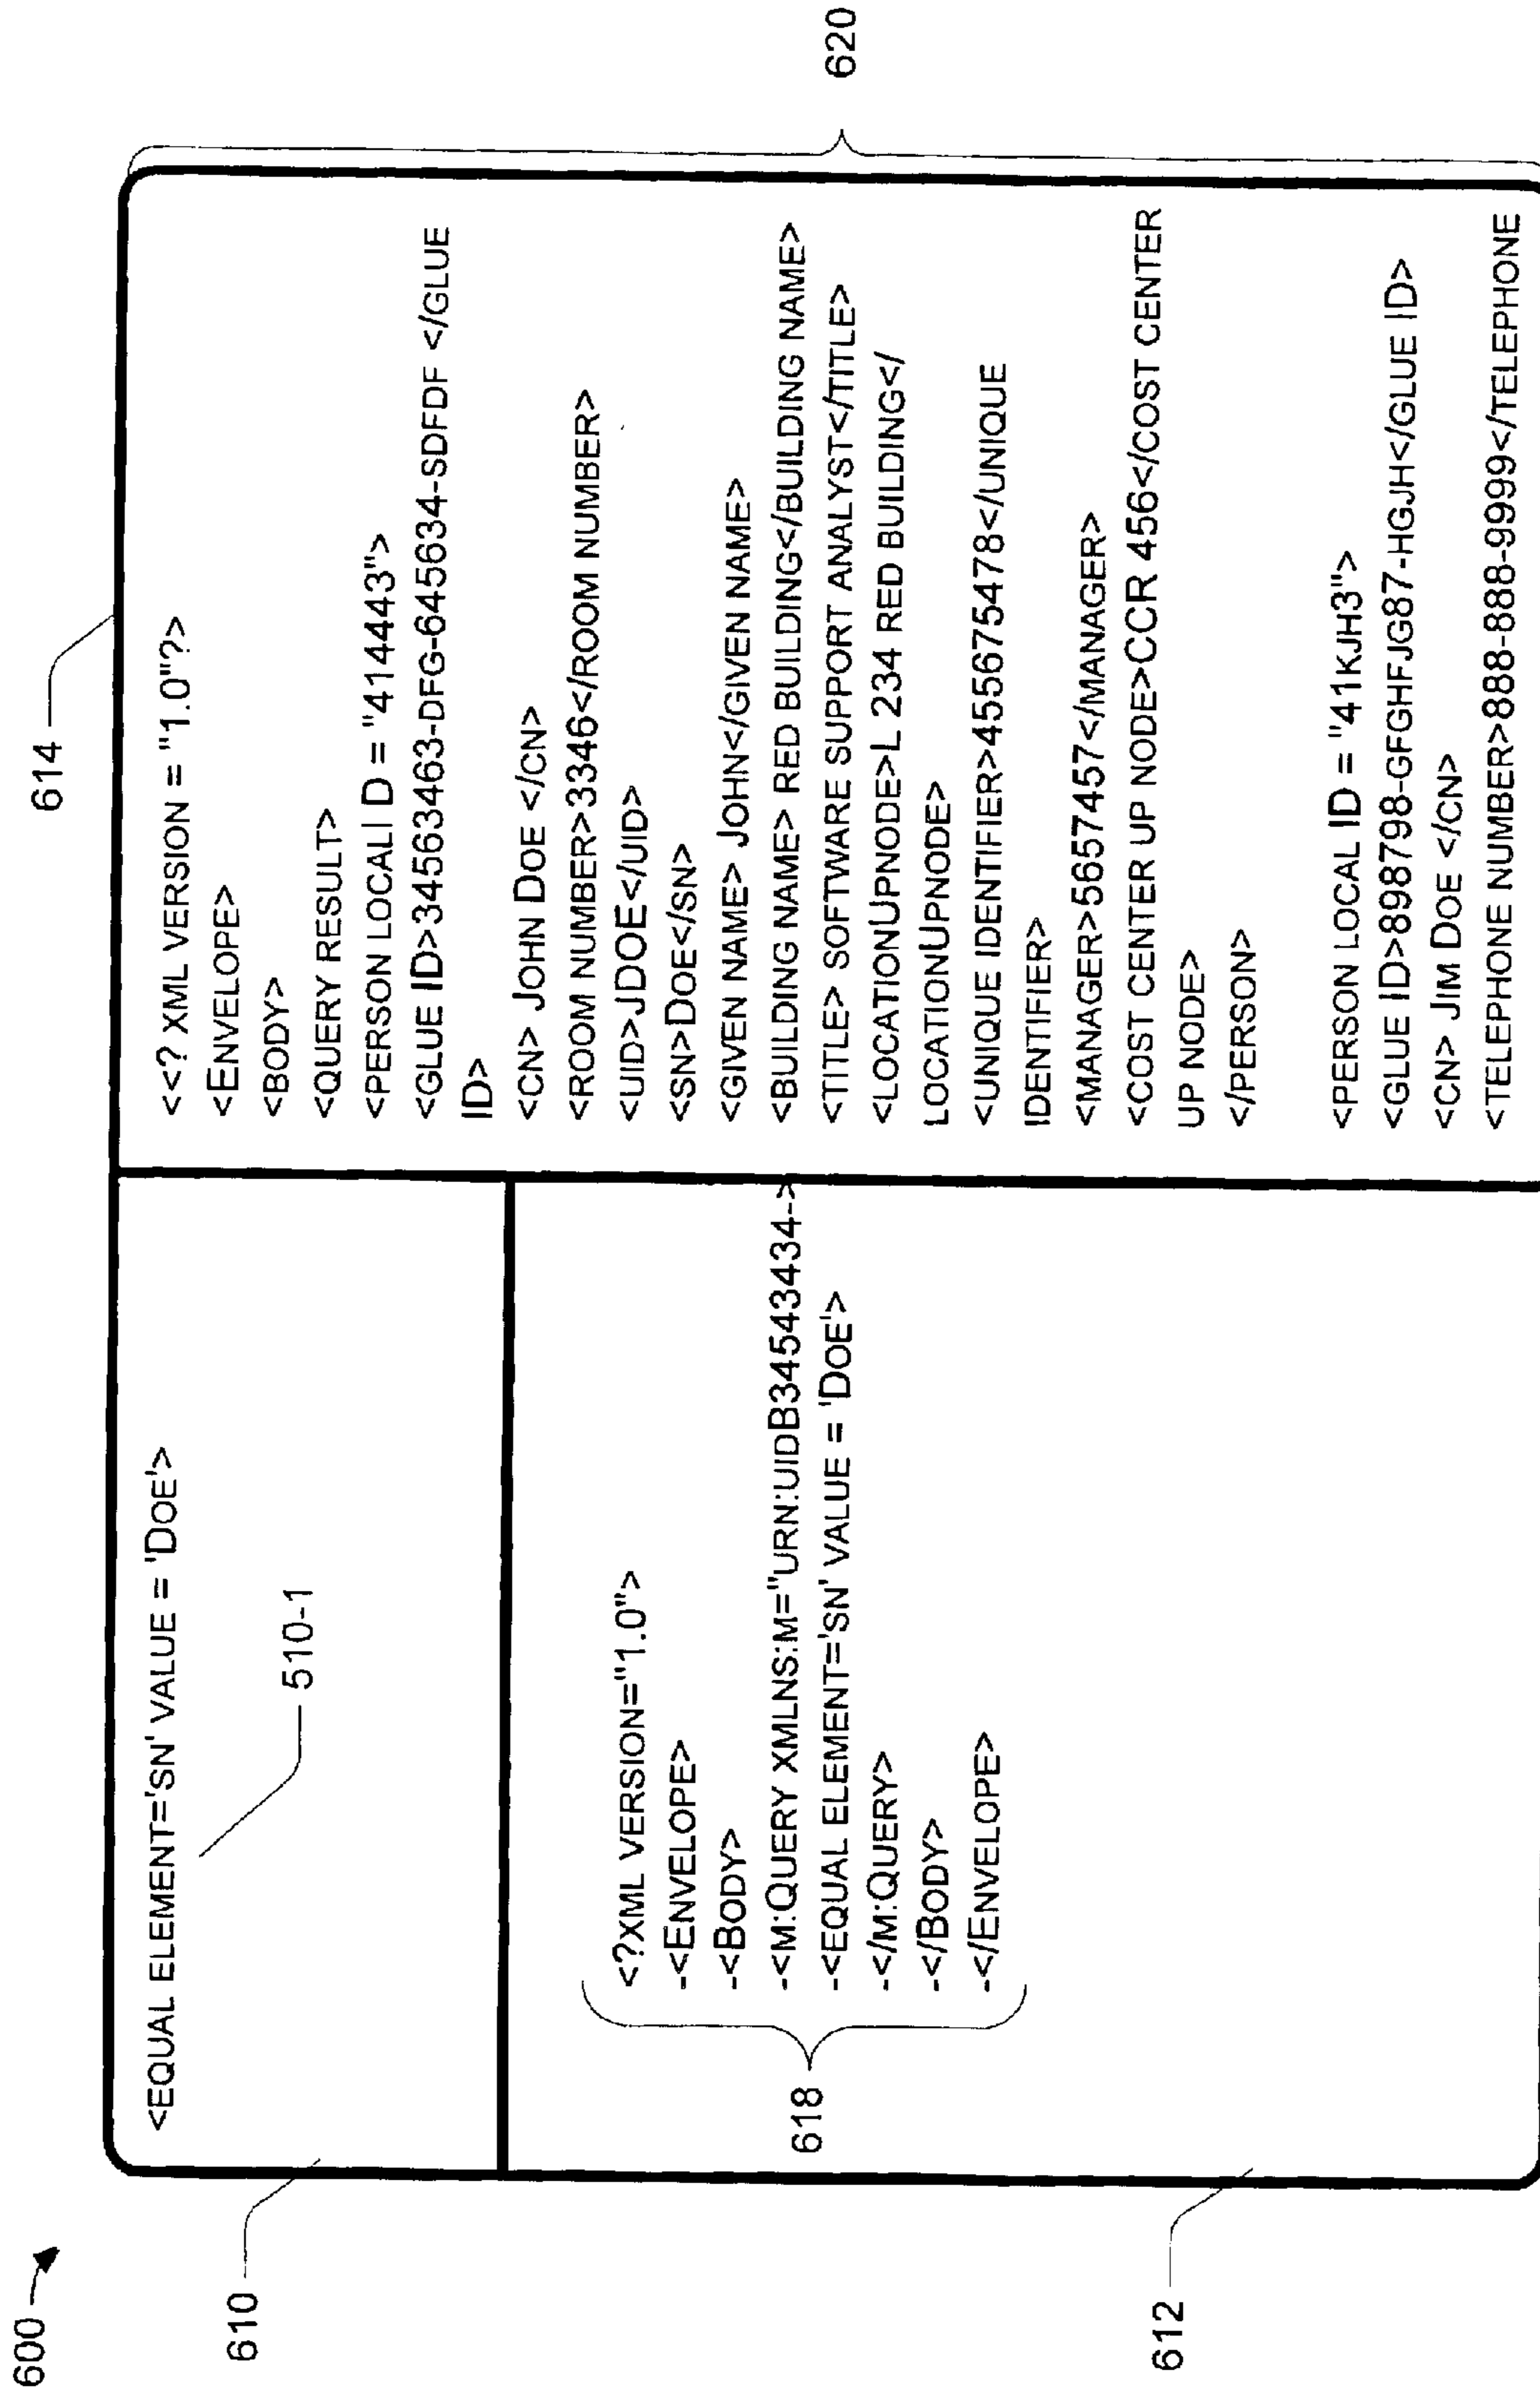 600
610
612
614
620
<EQUAL ELEMENT='SN' VALUE = 'DOE'>
510-1
618
<?XML VERSION="1.0">
-<ENVELOPE>
-<BODY>
-<M:QUERY XMLNS:M="URN:UIDB3454434->
-<EQUAL ELEMENT='SN' VALUE = 'DOE'>
-</M:QUERY>
-</BODY>
-</ENVELOPE>
<<? XML VERSION = "1.0"?>
<ENVELOPE>
<BODY>
<QUERY RESULT>
<PERSON LOCALI D = "414443">
<GLUE ID>34563463-DFG-645634-SDFDF </GLUE
ID>
<CN> JOHN DOE </CN>
<ROOM NUMBER>3346</ROOM NUMBER>
<UID>JDOE</UID>
<SN>DOE</SN>
<GIVEN NAME> JOHN</GIVEN NAME>
<BUILDING NAME> RED BUILDING</BUILDING NAME>
<TITLE> SOFTWARE SUPPORT ANALYST</TITLE>
<LOCATIONUPNODE>L 234 RED BUILDING</
LOCATIONUPNODE>
<UNIQUE IDENTIFIER>455675478</UNIQUE
IDENTIFIER>
<MANAGER>5657457</MANAGER>
<COST CENTER UP NODE>CCR 456</COST CENTER
UP NODE>
</PERSON>
<PERSON LOCAL ID = "41KJH3">
<GLUE ID>898798-GFGHFJG87-HGJH</GLUE ID>
<CN> JIM DOE </CN>
<TELEPHONE NUMBER>888-888-9999</TELEPHONE